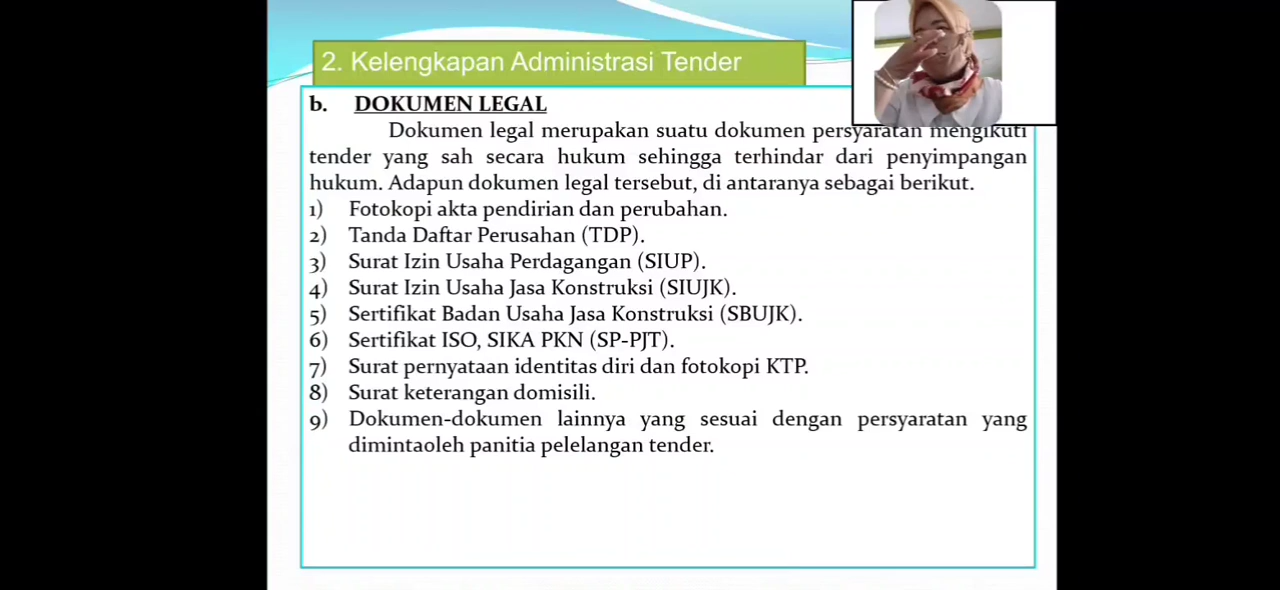 2. Kelengkapan Administrasi Tender
b. DOKUMEN LEGAL
Dokumen legal merupakan suatu dokumen persyaratan mengikuti
tender yang sah secara hukum sehingga terhindar dari penyimpangan
hukum. Adapun dokumen legal tersebut, di antaranya sebagai berikut.
1) Fotokopi akta pendirian dan perubahan.
2) Tanda Daftar Perusahan (TDP).
3) Surat Izin Usaha Perdagangan (SIUP).
4) Surat Izin Usaha Jasa Konstruksi (SIUJK).
5) Sertifikat Badan Usaha Jasa Konstruksi (SBUJK).
6) Sertifikat ISO, SIKA PKN (SP-PJT).
7) Surat pernyataan identitas diri dan fotokopi KTP.
8) Surat keterangan domisili.
9) Dokumen-dokumen lainnya yang sesuai dengan persyaratan yang
dimintaoleh panitia pelelangan tender.